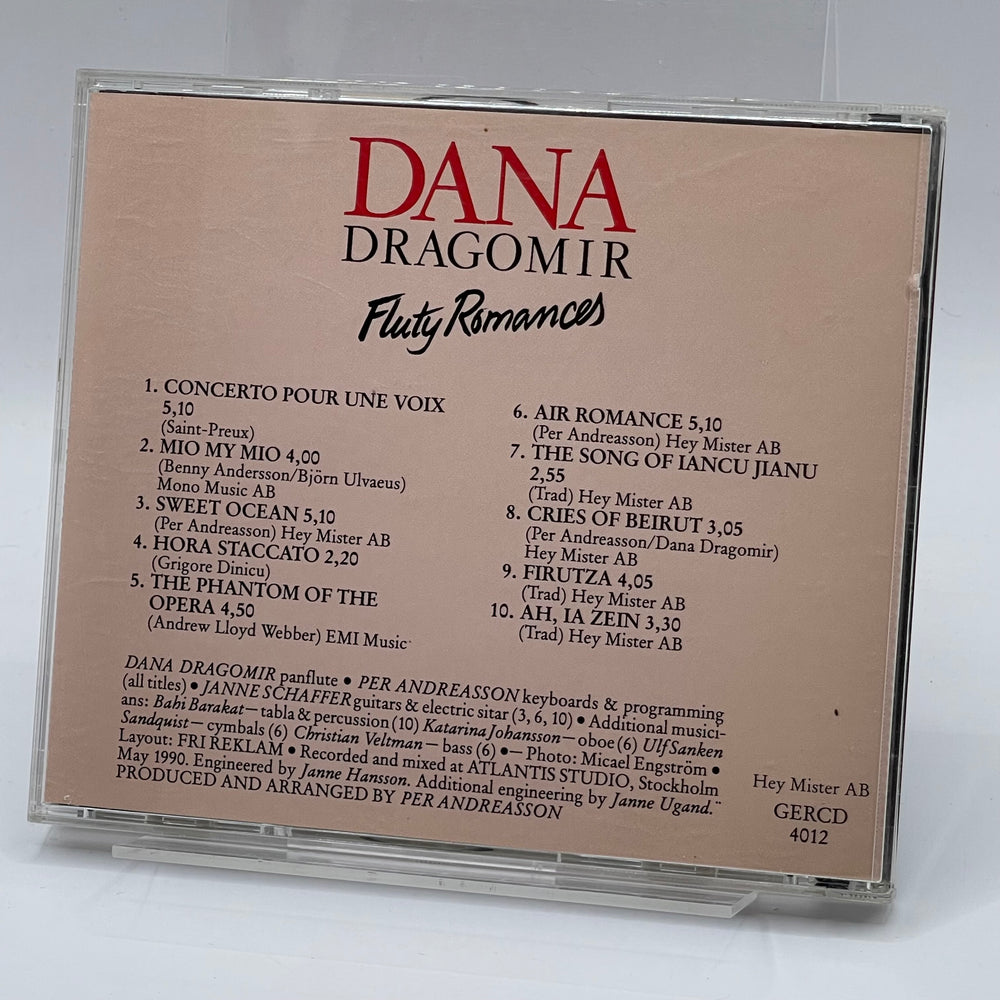 DANA
DRAGOMIR
Fluty Romances
1. CONCERTO POUR UNE VOIX
5,10
(Saint-Preux)
2. MIO MY MIO 4,00
(Benny Andersson/Björn Ulvaeus)
Mono Music AB
3. SWEET OCEAN 5,10
(Per Andreasson) Hey Mister AB
4. HORA STACCATO 2,20
(Grigore Dinicu)
5. THE PHANTOM OF THE
OPERA 4,50
(Andrew Lloyd Webber) EMI Music
6. AIR ROMANCE 5,10
(Per Andreasson) Hey Mister AB
7. THE SONG OF IANCU JIANU
2,55
(Trad) Hey Mister AB
8. CRIES OF BEIRUT 3,05
(Per Andreasson/Dana Dragomir)
Hey Mister AB
9. FIRUTZA 4,05
(Trad) Hey Mister AB
10. AH, IA ZEIN 3,30
(Trad) Hey Mister AB
DANA DRAGOMIR panflute • PER ANDREASSON keyboards & programming
(all titles) • JANNE SCHAFFER guitars & electric sitar (3, 6, 10) • Additional musici-
ans: Bahi Barakat— tabla & percussion (10) Katarina Johansson— oboe (6) Ulf Sanken
Sandquist— cymbals (6) Christian Veltman— bass (6) •— Photo: Micael Engström •
Layout: FRI REKLAM • Recorded and mixed at ATLANTIS STUDIO, Stockholm
May 1990. Engineered by Janne Hansson. Additional engineering by Janne Ugand.¨
PRODUCED AND ARRANGED BY PER ANDREASSON
Hey Mister AB
GERCD
4012